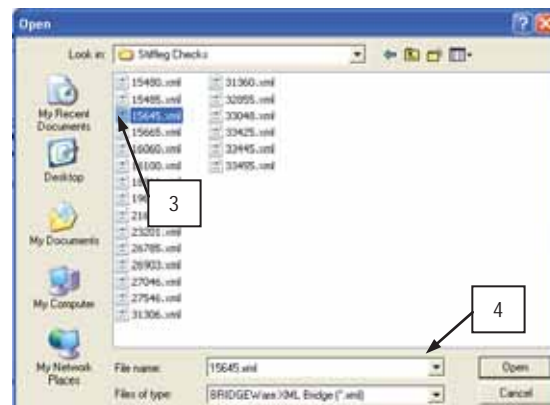 Open
Look in: Stiffleg Checks
My Recent
Documents
Desktop
My Documents
My Computer
My Network
Places
15480.xml
15485.xml
15645.xml
15665.xml
16060.xml
16100.xml
23201.xml
26785.xml
26903.xml
27046.xml
27546.xml
31306.xml
31360.xml
32855.xml
33048.xml
33425.xml
33445.xml
33495.xml
3
4
File name: 15645.xml
Open
Files of type: BRIDGEWare XML Bridge (*.xml)
Cancel